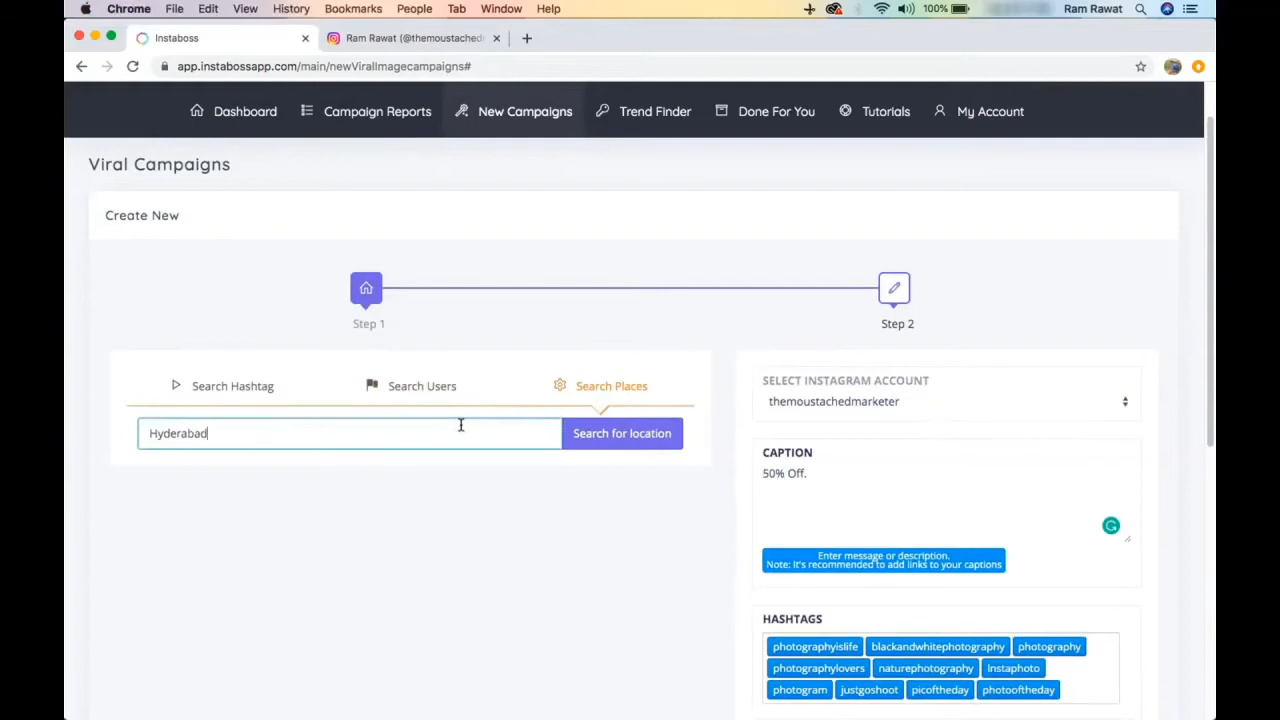 Chrome File Edit View History Bookmarks People Tab Window Help 100% Ram Rawat
Instaboss Ram Rawat (@themoustached
app.instabossapp.com/main/newViralImagecampaigns#
Dashboard Campaign Reports New Campaigns Trend Finder Done For You Tutorials My Account
Viral Campaigns
Create New
Step 1
Step 2
Search Hashtag Search Users Search Places
Hyderabad Search for location
SELECT INSTAGRAM ACCOUNT
themoustachedmarketer
CAPTION
50% Off.
Enter message or description.
Note: It's recommended to add links to your captions
HASHTAGS
photographyislife blackandwhitephotography photography
photographylovers naturephotography Instaphoto
photogram justgoshoot picoftheday photooftheday